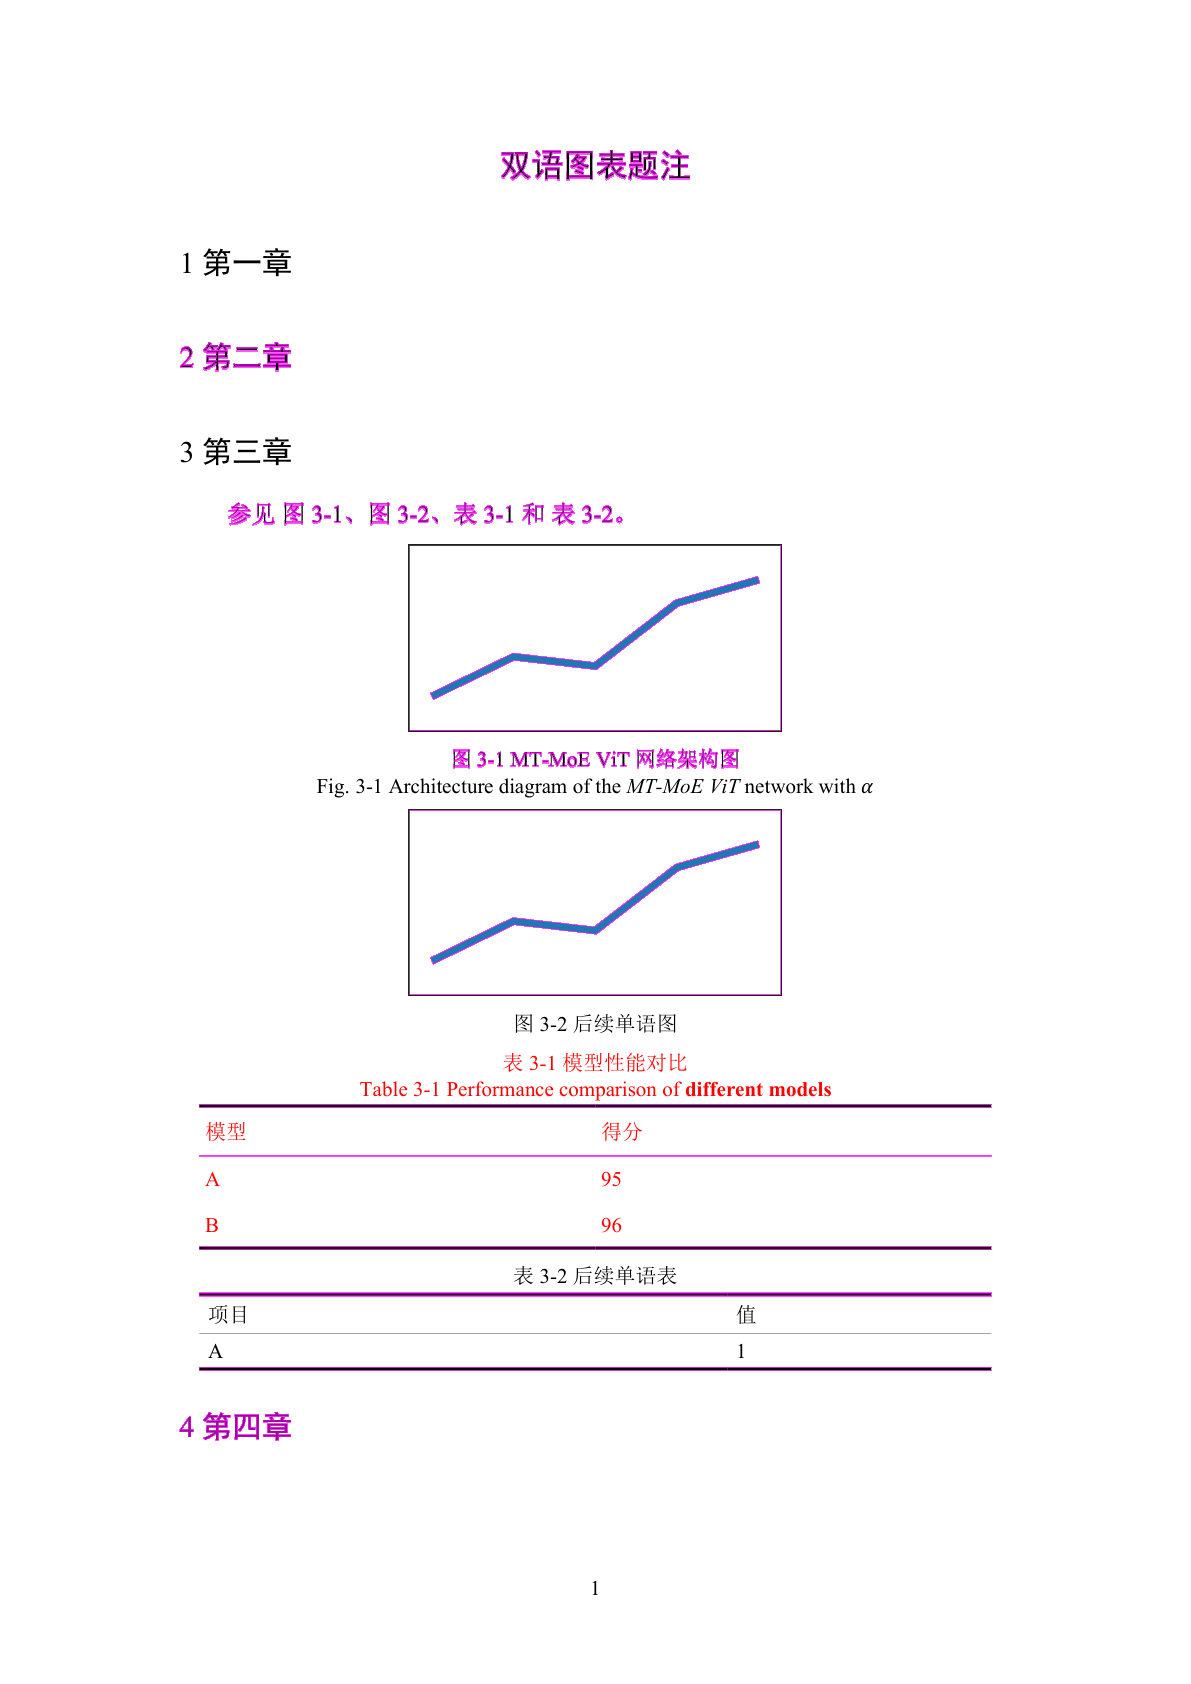 双语图表题注
1 第一章
2 第二章
3 第三章
参见 图 3-1、图 3-2、表 3-1 和 表 3-2。
图 3-1 MT-MoE ViT 网络架构图
Fig. 3-1 Architecture diagram of the MT-MoE ViT network with α
图 3-2 后续单语图
表 3-1 模型性能对比
Table 3-1 Performance comparison of different models
模型 得分
A 95
B 96
表 3-2 后续单语表
项目 值
A 1
4 第四章
1